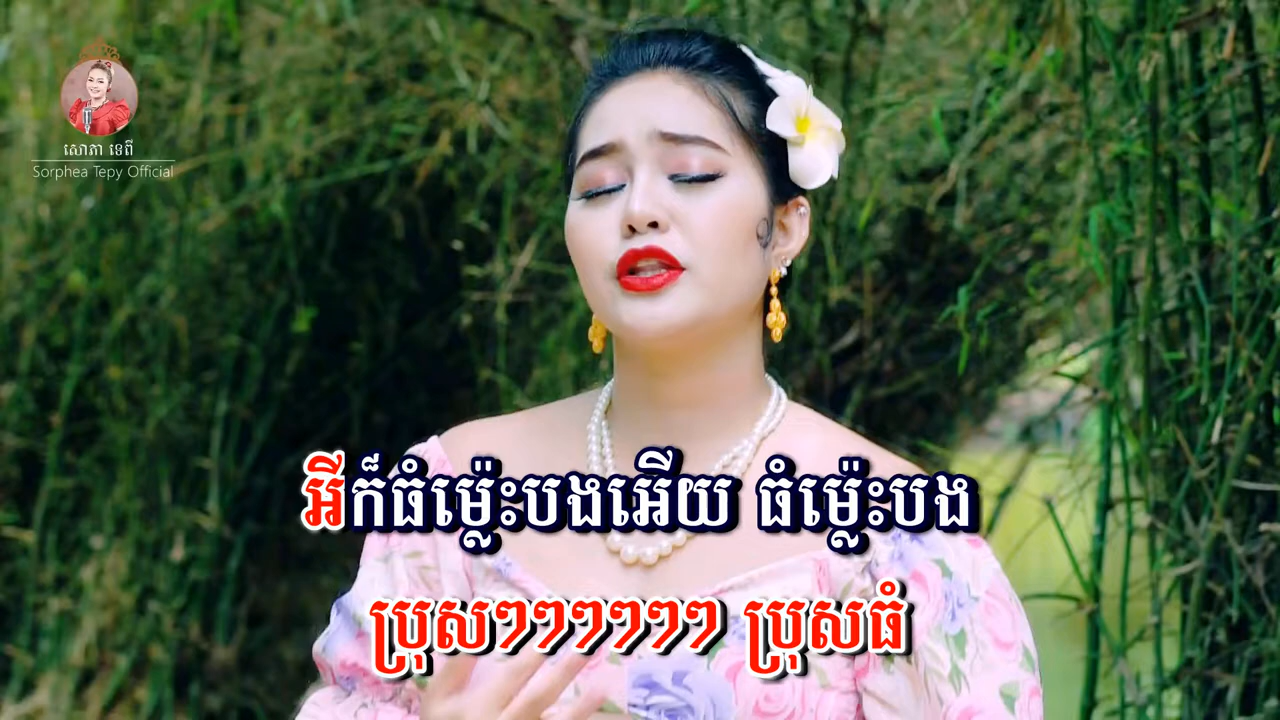 សោភា ទេពី
Sorphea Tepy Official
អីក៏ធំម្ល៉េះបងអើយ ធំម្ល៉េះបង
ប្រុសៗៗៗៗៗៗ ប្រុសធំ